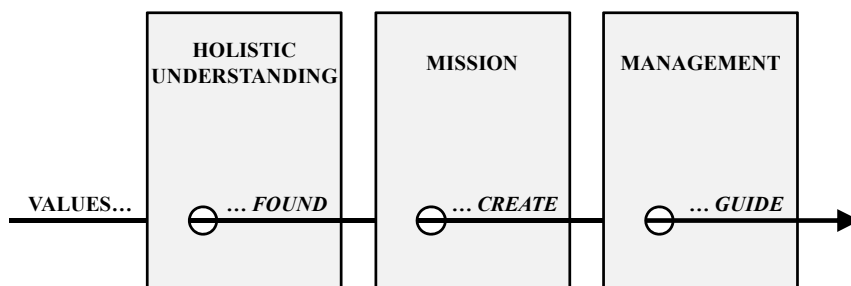 HOLISTIC
UNDERSTANDING
MISSION
MANAGEMENT
VALUES…
… FOUND
… CREATE
… GUIDE